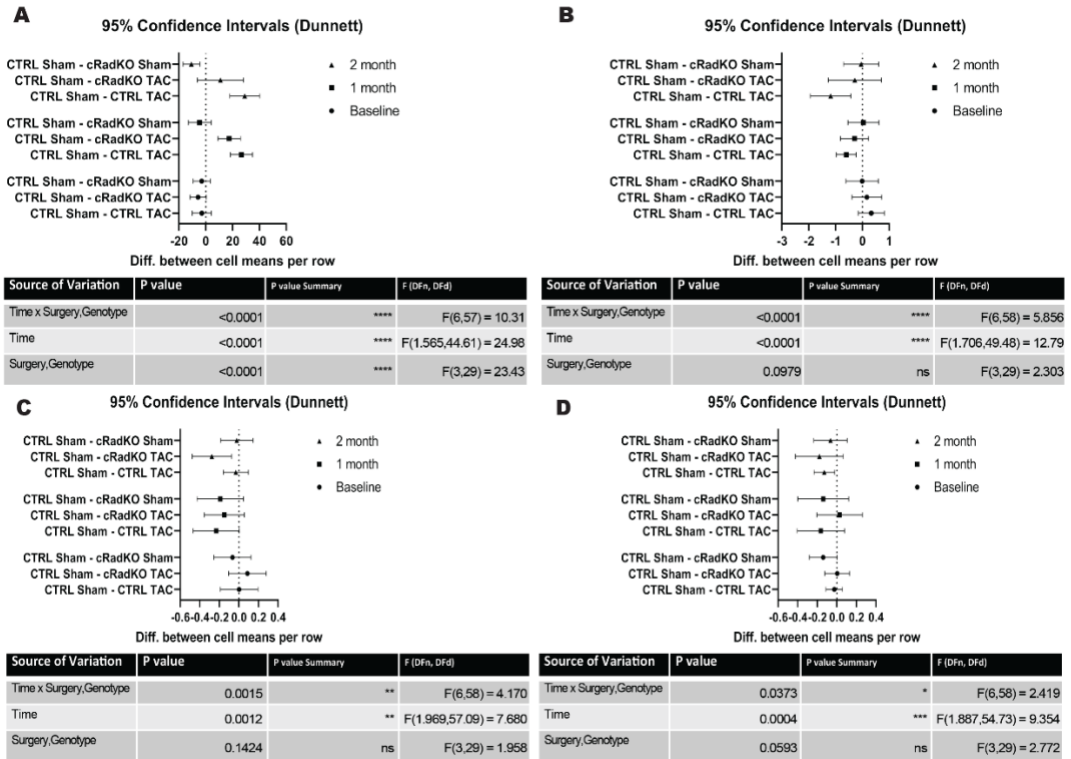 A
95% Confidence Intervals (Dunnett)
CTRL Sham - cRadKO Sham
CTRL Sham - cRadKO TAC
CTRL Sham - CTRL TAC
CTRL Sham - cRadKO Sham
CTRL Sham - cRadKO TAC
CTRL Sham - CTRL TAC
CTRL Sham - cRadKO Sham
CTRL Sham - cRadKO TAC
CTRL Sham - CTRL TAC
2 month
1 month
Baseline
-20 0 20 40 60
Diff. between cell means per row
Source of Variation P value P value Summary F (DFn, DFd)
Time x Surgery,Genotype <0.0001 **** F(6,57) = 10.31
Time <0.0001 **** F(1.565,44.61) = 24.98
Surgery,Genotype <0.0001 **** F(3,29) = 23.43
B
95% Confidence Intervals (Dunnett)
CTRL Sham - cRadKO Sham
CTRL Sham - cRadKO TAC
CTRL Sham - CTRL TAC
CTRL Sham - cRadKO Sham
CTRL Sham - cRadKO TAC
CTRL Sham - CTRL TAC
CTRL Sham - cRadKO Sham
CTRL Sham - cRadKO TAC
CTRL Sham - CTRL TAC
2 month
1 month
Baseline
-3 -2 -1 0 1
Diff. between cell means per row
Source of Variation P value P value Summary F (DFn, DFd)
Time x Surgery,Genotype <0.0001 **** F(6,58) = 5.856
Time <0.0001 **** F(1.706,49.48) = 12.79
Surgery,Genotype 0.0979 ns F(3,29) = 2.303
C
95% Confidence Intervals (Dunnett)
CTRL Sham - cRadKO Sham
CTRL Sham - cRadKO TAC
CTRL Sham - CTRL TAC
CTRL Sham - cRadKO Sham
CTRL Sham - cRadKO TAC
CTRL Sham - CTRL TAC
CTRL Sham - cRadKO Sham
CTRL Sham - cRadKO TAC
CTRL Sham - CTRL TAC
2 month
1 month
Baseline
-0.6-0.4-0.2 0.0 0.2 0.4
Diff. between cell means per row
Source of Variation P value P value Summary F (DFn, DFd)
Time x Surgery,Genotype 0.0015 ** F(6,58) = 4.170
Time 0.0012 ** F(1.969,57.09) = 7.680
Surgery,Genotype 0.1424 ns F(3,29) = 1.958
D
95% Confidence Intervals (Dunnett)
CTRL Sham - cRadKO Sham
CTRL Sham - cRadKO TAC
CTRL Sham - CTRL TAC
CTRL Sham - cRadKO Sham
CTRL Sham - cRadKO TAC
CTRL Sham - CTRL TAC
CTRL Sham - cRadKO Sham
CTRL Sham - cRadKO TAC
CTRL Sham - CTRL TAC
2 month
1 month
Baseline
-0.6-0.4-0.2 0.0 0.2 0.4
Diff. between cell means per row
Source of Variation P value P value Summary F (DFn, DFd)
Time x Surgery,Genotype 0.0373 * F(6,58) = 2.419
Time 0.0004 *** F(1.887,54.73) = 9.354
Surgery,Genotype 0.0593 ns F(3,29) = 2.772